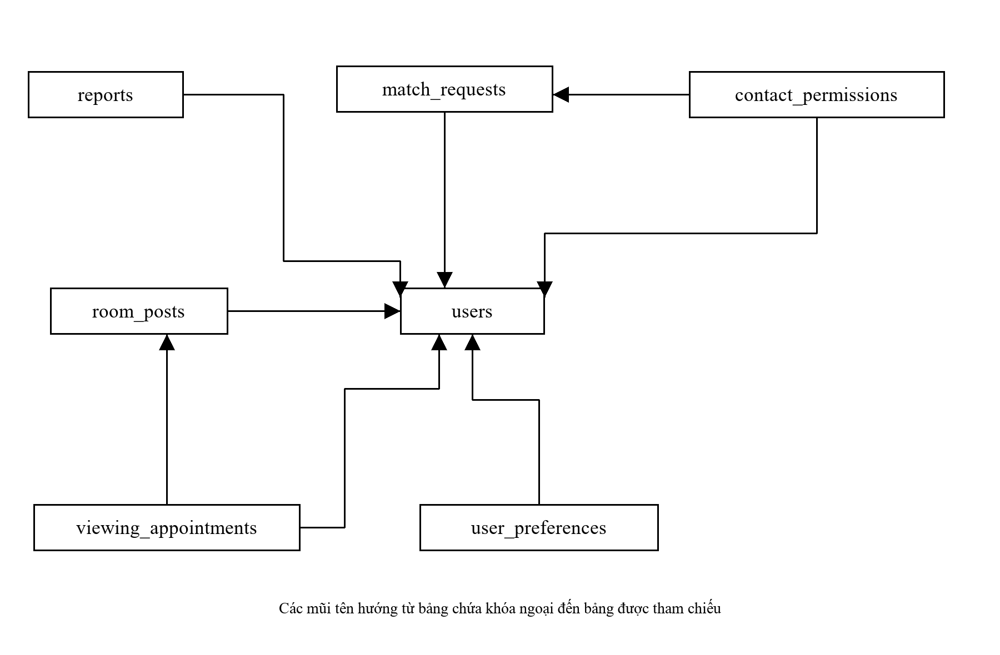 reports
match_requests
contact_permissions
room_posts
users
viewing_appointments
user_preferences
Các mũi tên hướng từ bảng chứa khóa ngoại đến bảng được tham chiếu